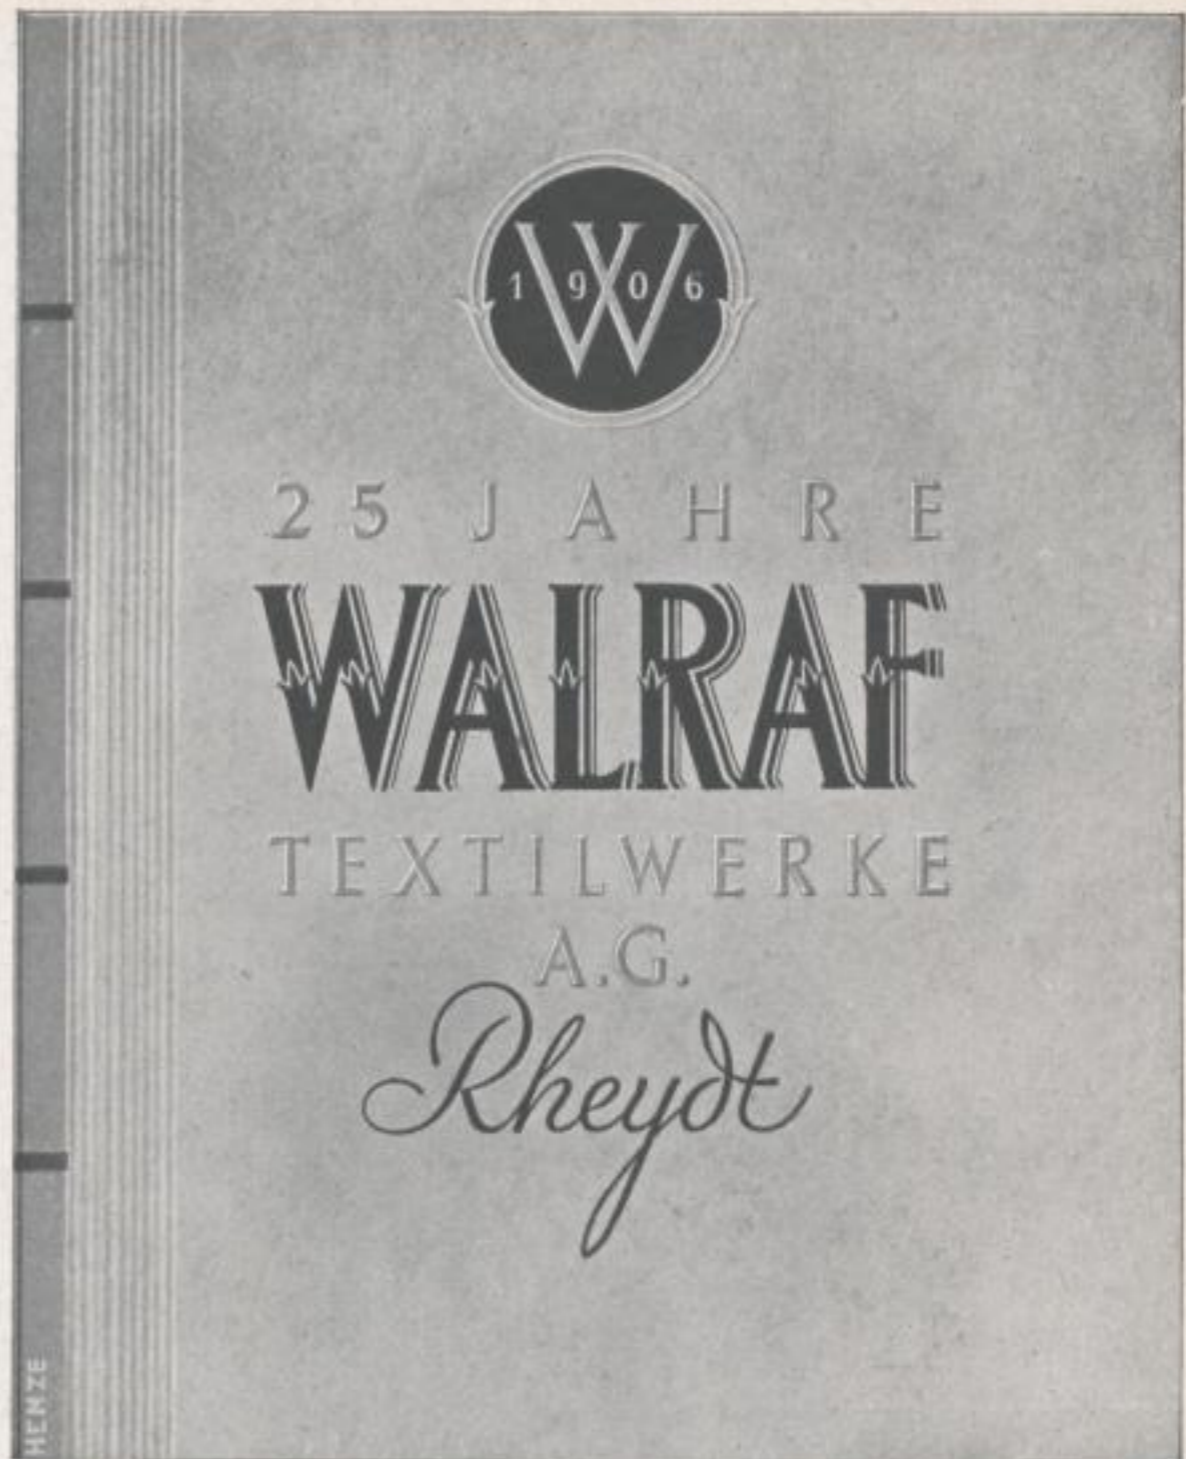 W
1906
25 JAHRE
WALRAF
TEXTILWERKE
A.G.
Rheydt
HENZE